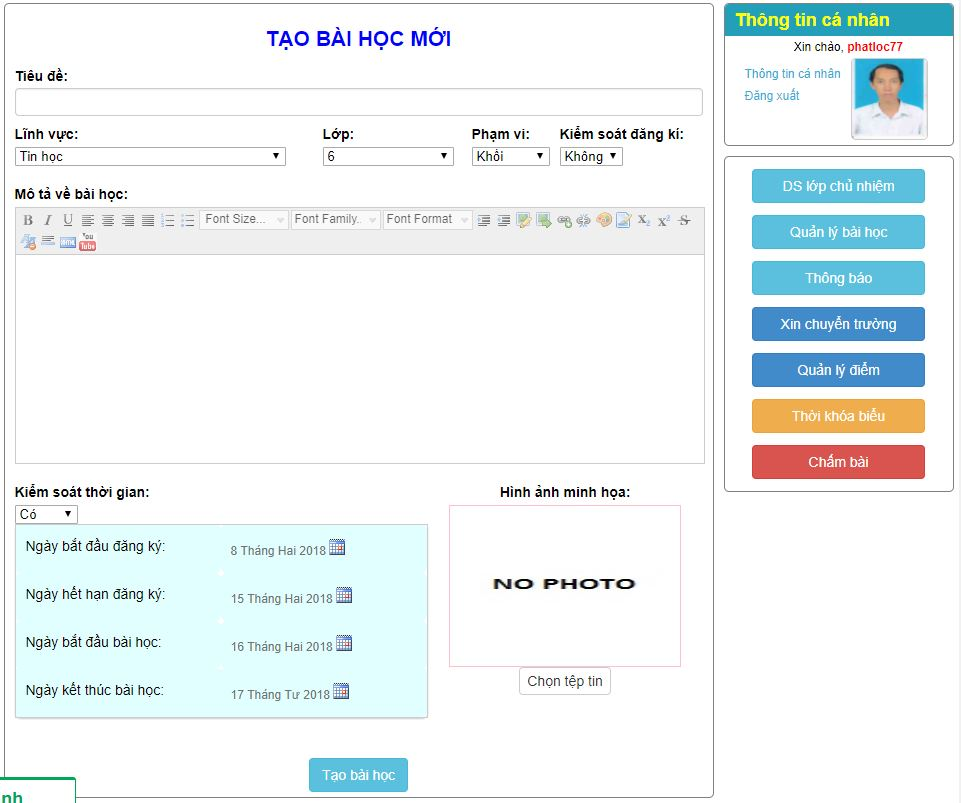 TẠO BÀI HỌC MỚI
Tiêu đề:
Lĩnh vực: Lớp: Phạm vi: Kiểm soát đăng kí:
Tin học 6 Khối Không
Mô tả về bài học:
B I U Font Size... Font Family.. Font Format X₂ X² S
HTML You Tube
Kiểm soát thời gian:
Có
Ngày bắt đầu đăng ký: 8 Tháng Hai 2018
Ngày hết hạn đăng ký: 15 Tháng Hai 2018
Ngày bắt đầu bài học: 16 Tháng Hai 2018
Ngày kết thúc bài học: 17 Tháng Tư 2018
Hình ảnh minh họa:
NO PHOTO
Chọn tệp tin
Tạo bài học
nh
Thông tin cá nhân
Xin chào, phatloc77
Thông tin cá nhân
Đăng xuất
DS lớp chủ nhiệm
Quản lý bài học
Thông báo
Xin chuyển trường
Quản lý điểm
Thời khóa biểu
Chấm bài